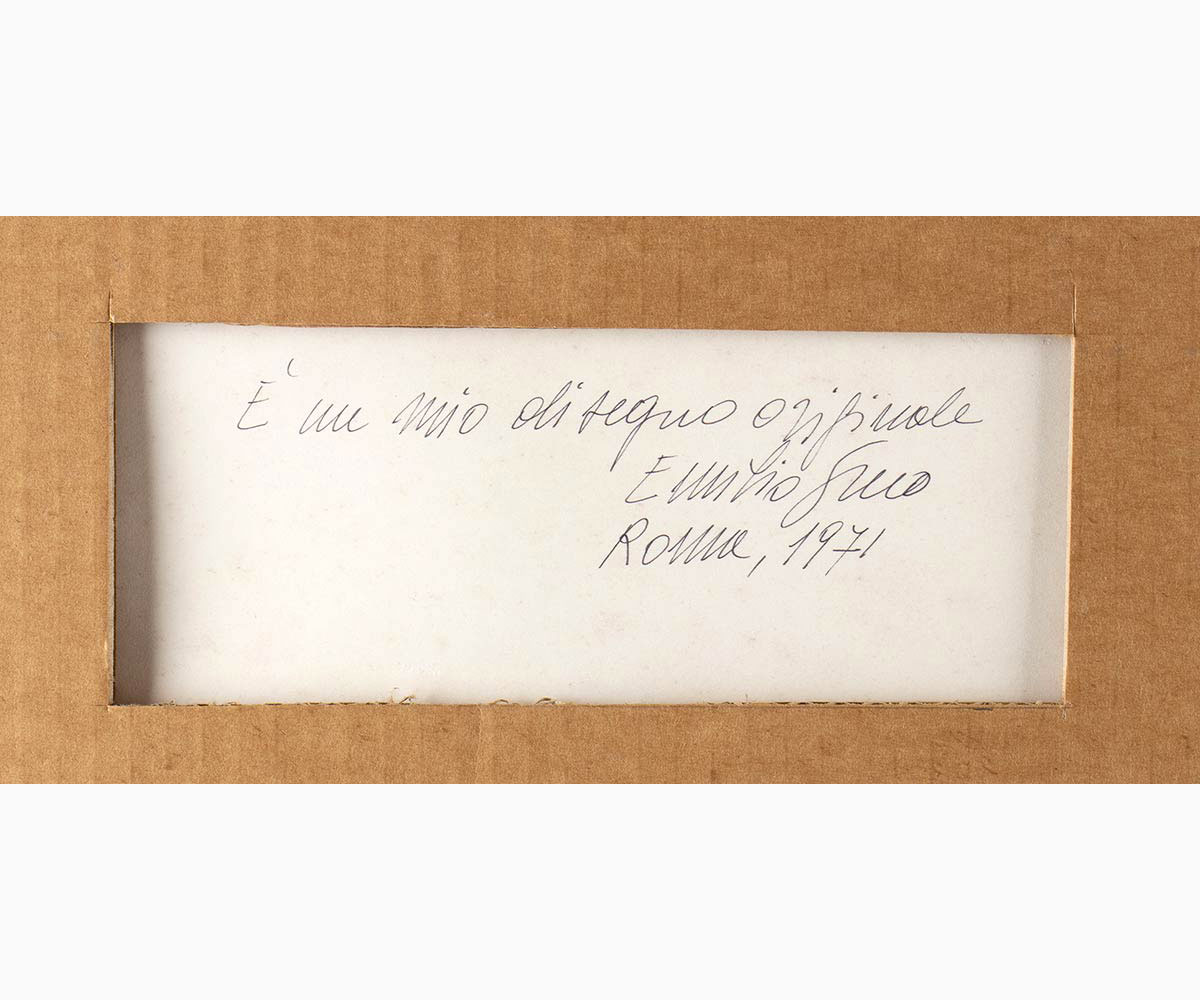 È un mio disegno originale
Emilio Greco
Roma, 1971